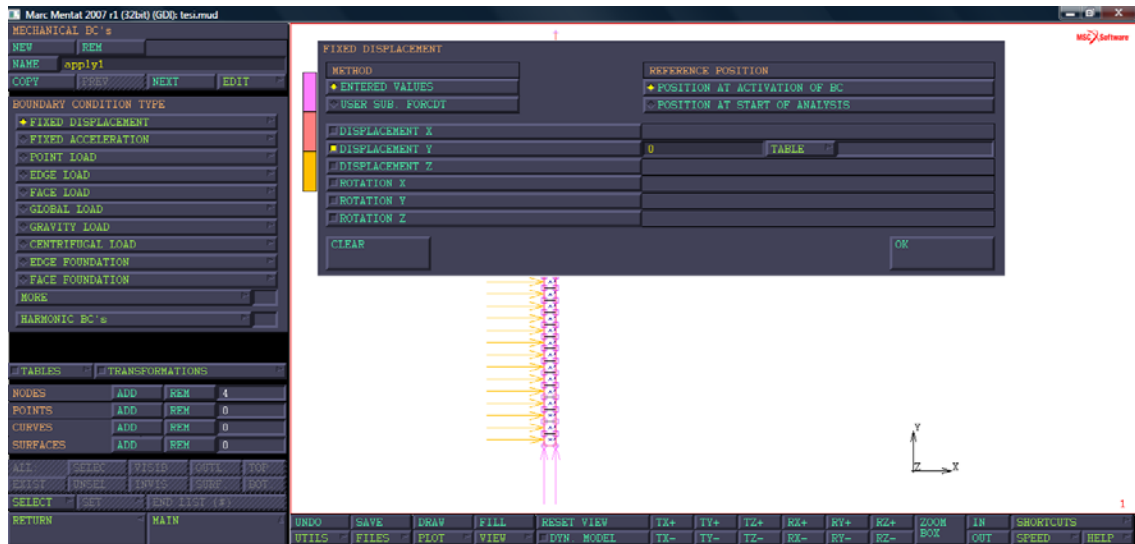 Marc Mentat 2007 r1 (32bit) (GDI): tesi.mud
MECHANICAL BC's
NEW REM
NAME apply1
COPY PREV NEXT EDIT
BOUNDARY CONDITION TYPE
FIXED DISPLACEMENT
FIXED ACCELERATION
POINT LOAD
EDGE LOAD
FACE LOAD
GLOBAL LOAD
GRAVITY LOAD
CENTRIFUGAL LOAD
EDGE FOUNDATION
FACE FOUNDATION
MORE
HARMONIC BC's
TABLES TRANSFORMATIONS
NODES ADD REM 4
POINTS ADD REM 0
CURVES ADD REM 0
SURFACES ADD REM 0
ALL: SELEC VISIB OUTL TOP
EXIST UNSEL INVIS SURF BOT
SELECT SET END LIST (#)
RETURN MAIN
MSC Software
FIXED DISPLACEMENT
METHOD
ENTERED VALUES
USER SUB. FORCDT
REFERENCE POSITION
POSITION AT ACTIVATION OF BC
POSITION AT START OF ANALYSIS
DISPLACEMENT X
DISPLACEMENT Y 0 TABLE
DISPLACEMENT Z
ROTATION X
ROTATION Y
ROTATION Z
CLEAR OK
Y
Z X
1
UNDO SAVE DRAW FILL RESET VIEW TX+ TY+ TZ+ RX+ RY+ RZ+ ZOOM BOX IN SHORTCUTS
UTILS FILES PLOT VIEW DYN. MODEL TX- TY- TZ- RX- RY- RZ- OUT SPEED HELP